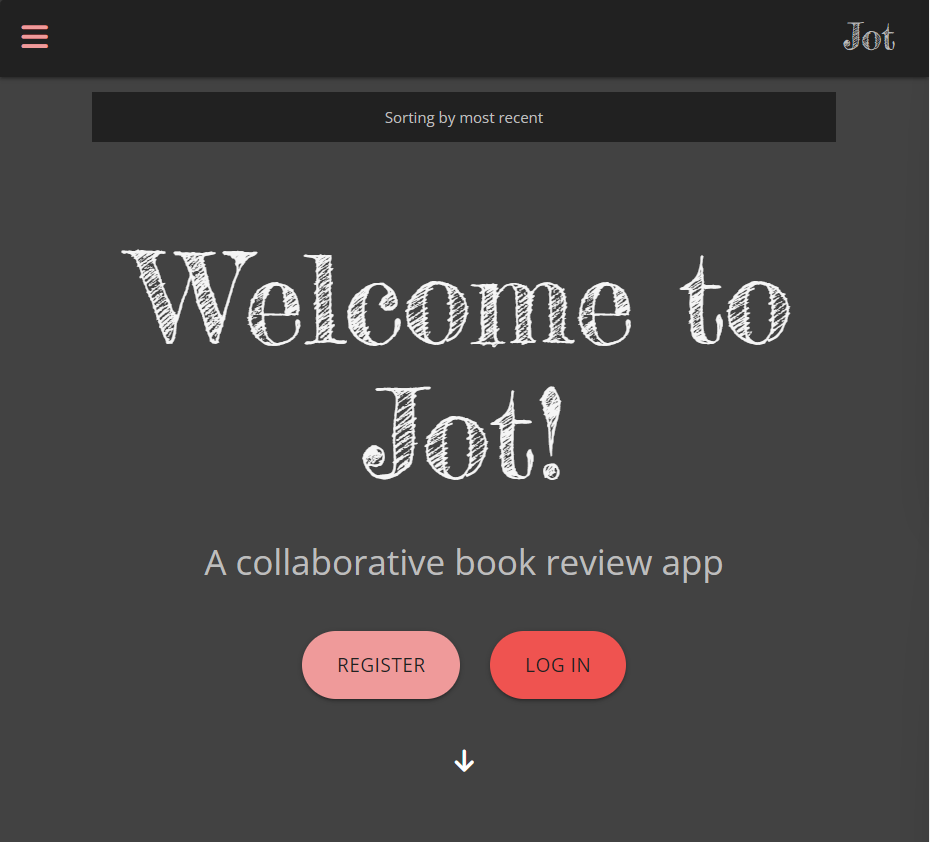 Jot
Sorting by most recent
Welcome to
Jot!
A collaborative book review app
REGISTER
LOG IN